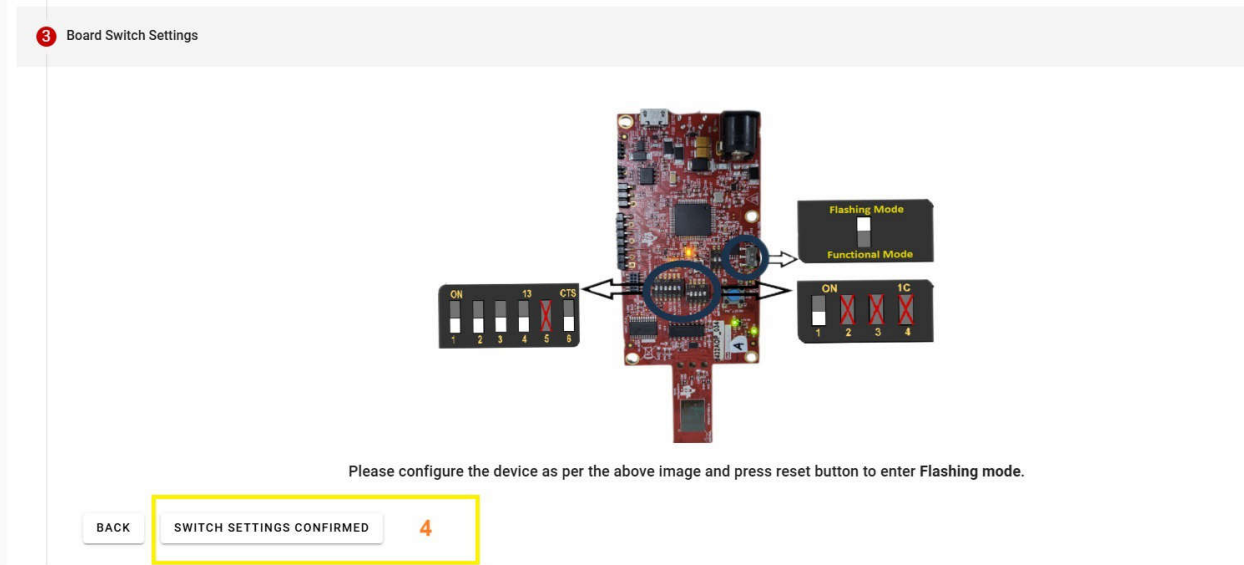 3 Board Switch Settings
Flashing Mode
Functional Mode
ON 13 CTS
1 2 3 4 5 6
ON 1C
1 2 3 4
A
Please configure the device as per the above image and press reset button to enter Flashing mode.
BACK SWITCH SETTINGS CONFIRMED 4